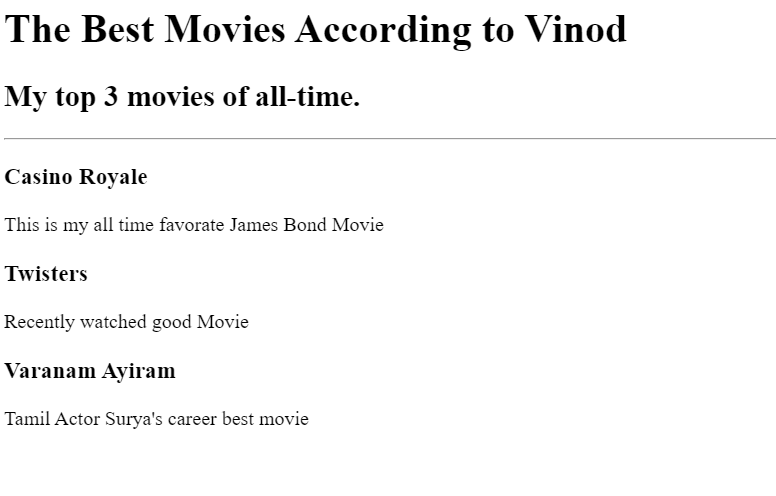 The Best Movies According to Vinod
My top 3 movies of all-time.
Casino Royale
This is my all time favorate James Bond Movie
Twisters
Recently watched good Movie
Varanam Ayiram
Tamil Actor Surya's career best movie